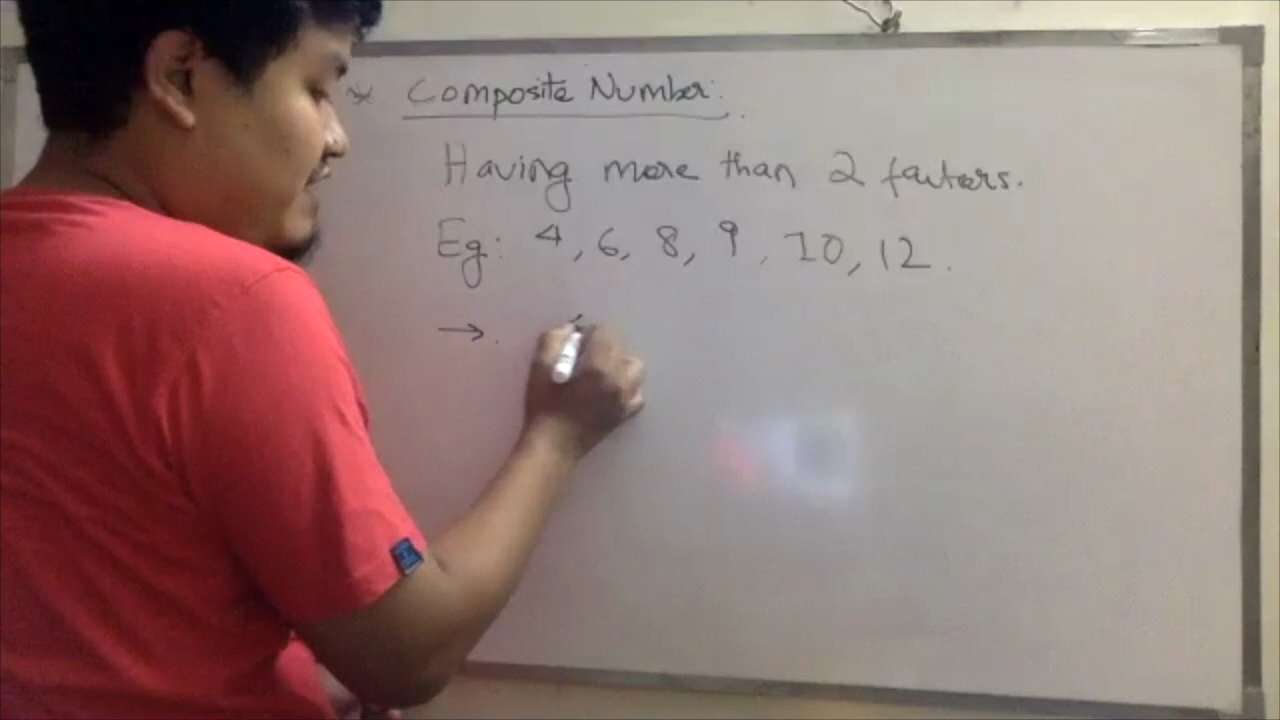 * Composite Number:
Having more than 2 factors.
Eg: 4, 6, 8, 9, 10, 12.
→.